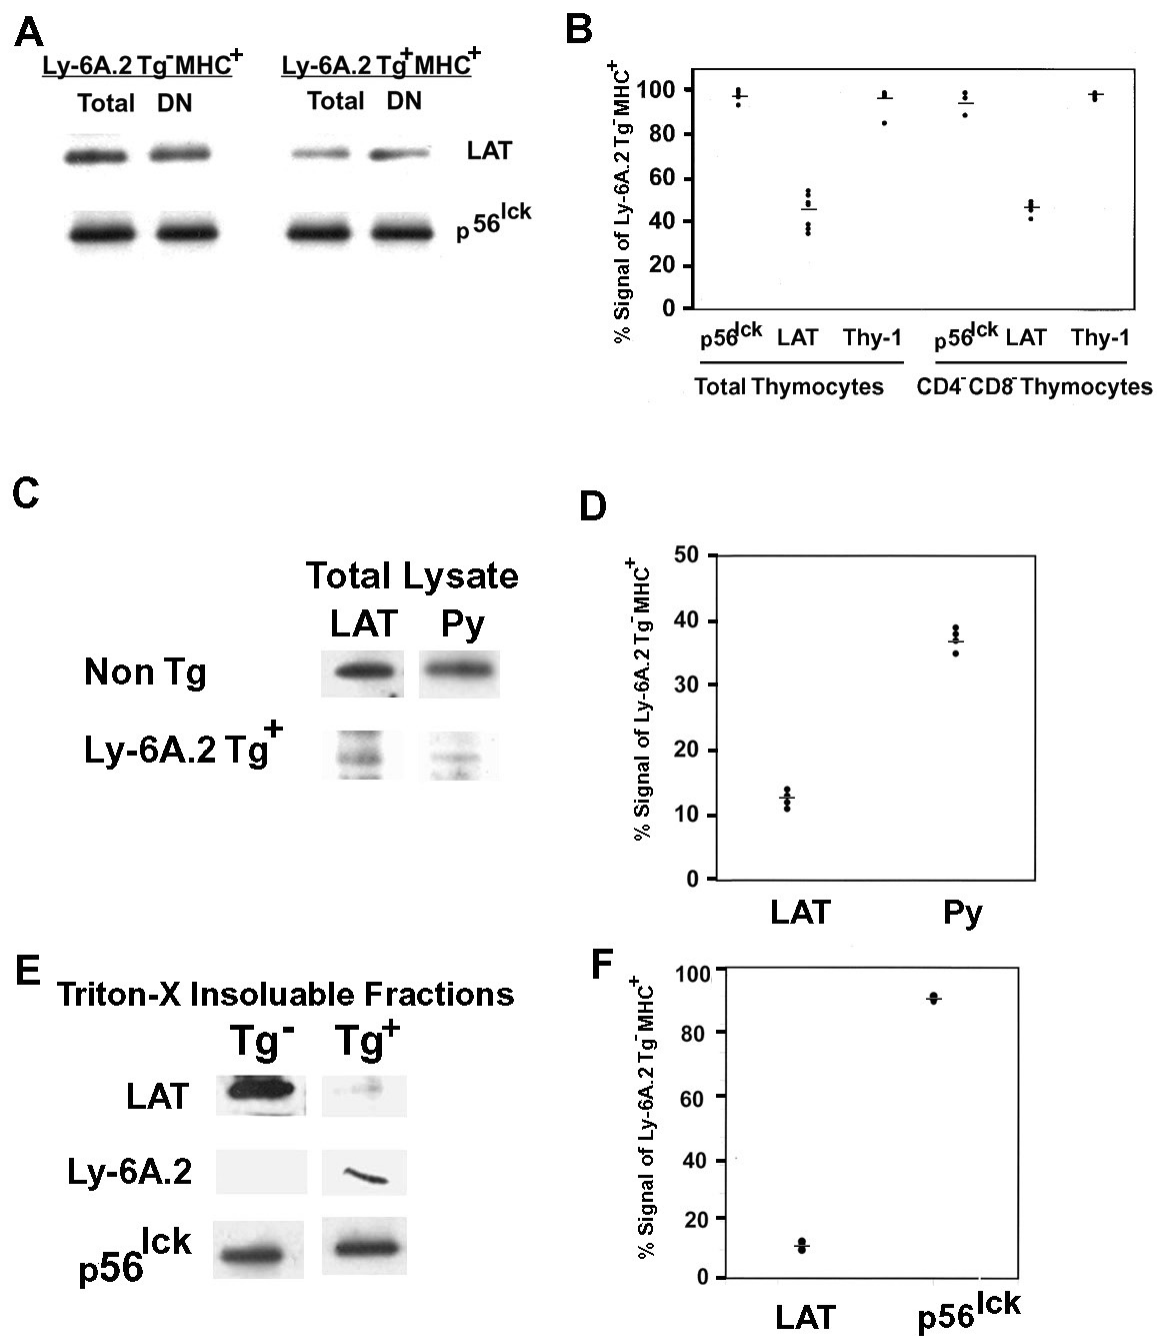 A
Ly-6A.2 Tg-MHC+ Ly-6A.2 Tg+MHC+
Total DN Total DN
LAT
p56lck
B
% Signal of Ly-6A.2 Tg-MHC+
100
80
60
40
20
0
p56lck LAT Thy-1 p56lck LAT Thy-1
Total Thymocytes CD4-CD8- Thymocytes
C
Total Lysate
LAT Py
Non Tg
Ly-6A.2 Tg+
D
% Signal of Ly-6A.2 Tg-MHC+
50
40
30
20
10
0
LAT Py
E
Triton-X Insoluable Fractions
Tg- Tg+
LAT
Ly-6A.2
p56lck
F
% Signal of Ly-6A.2 Tg-MHC+
100
80
60
40
20
0
LAT p56lck